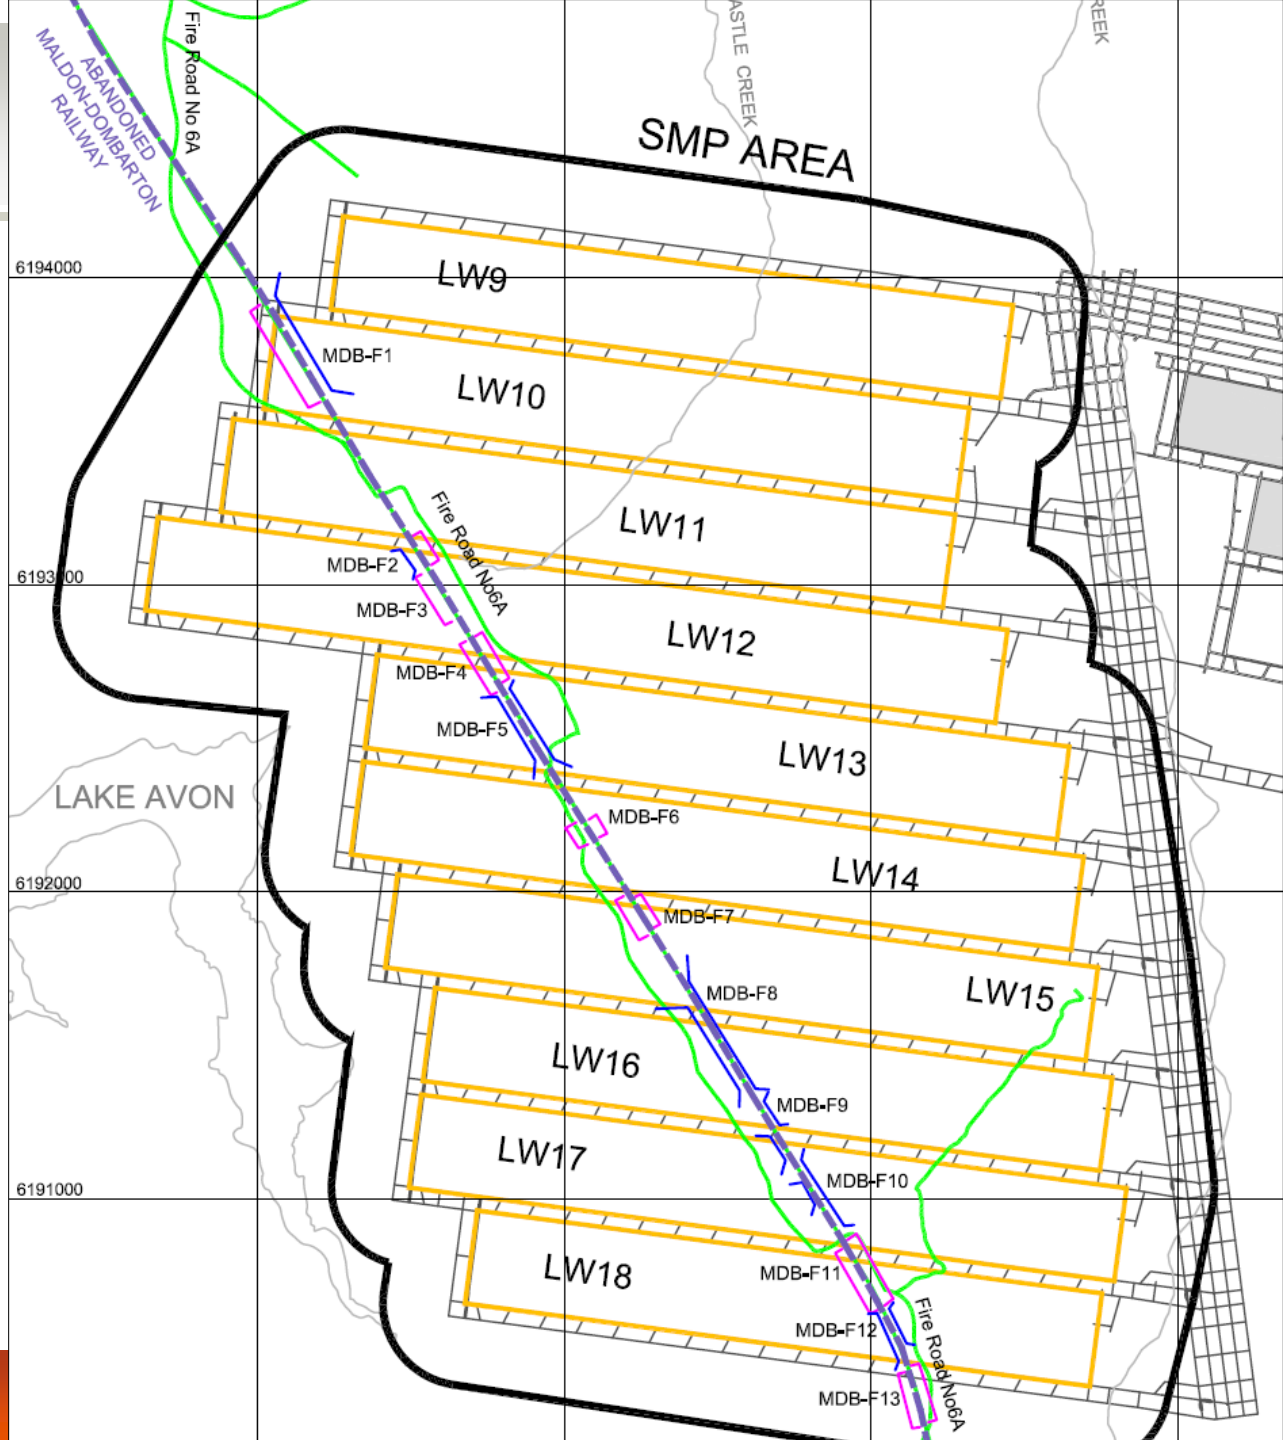 Fire Road No 6A
ABANDONED
MALDON-DOMBARTON
RAILWAY
ASTLE CREEK
REEK
SMP AREA
6194000
LW9
MDB-F1
LW10
Fire Road No6A
LW11
MDB-F2
6193000
MDB-F3
LW12
MDB-F4
MDB-F5
LW13
LAKE AVON
MDB-F6
LW14
6192000
MDB-F7
MDB-F8
LW15
LW16
MDB-F9
LW17
MDB-F10
6191000
LW18
MDB-F11
Fire Road No6A
MDB-F12
MDB-F13